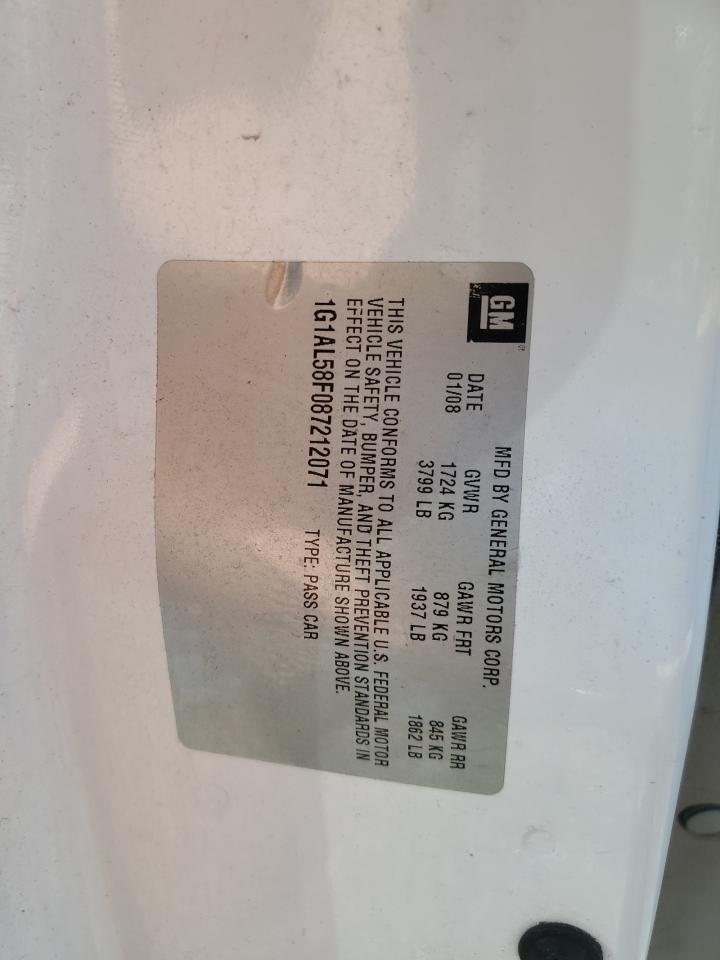 GM
MFD BY GENERAL MOTORS CORP.
DATE GVWR GAWR FRT GAWR RR
01/08 1724 KG 879 KG 845 KG
3799 LB 1937 LB 1862 LB
THIS VEHICLE CONFORMS TO ALL APPLICABLE U.S. FEDERAL MOTOR
VEHICLE SAFETY, BUMPER, AND THEFT PREVENTION STANDARDS IN
EFFECT ON THE DATE OF MANUFACTURE SHOWN ABOVE.
1G1AL58F087212071 TYPE: PASS CAR